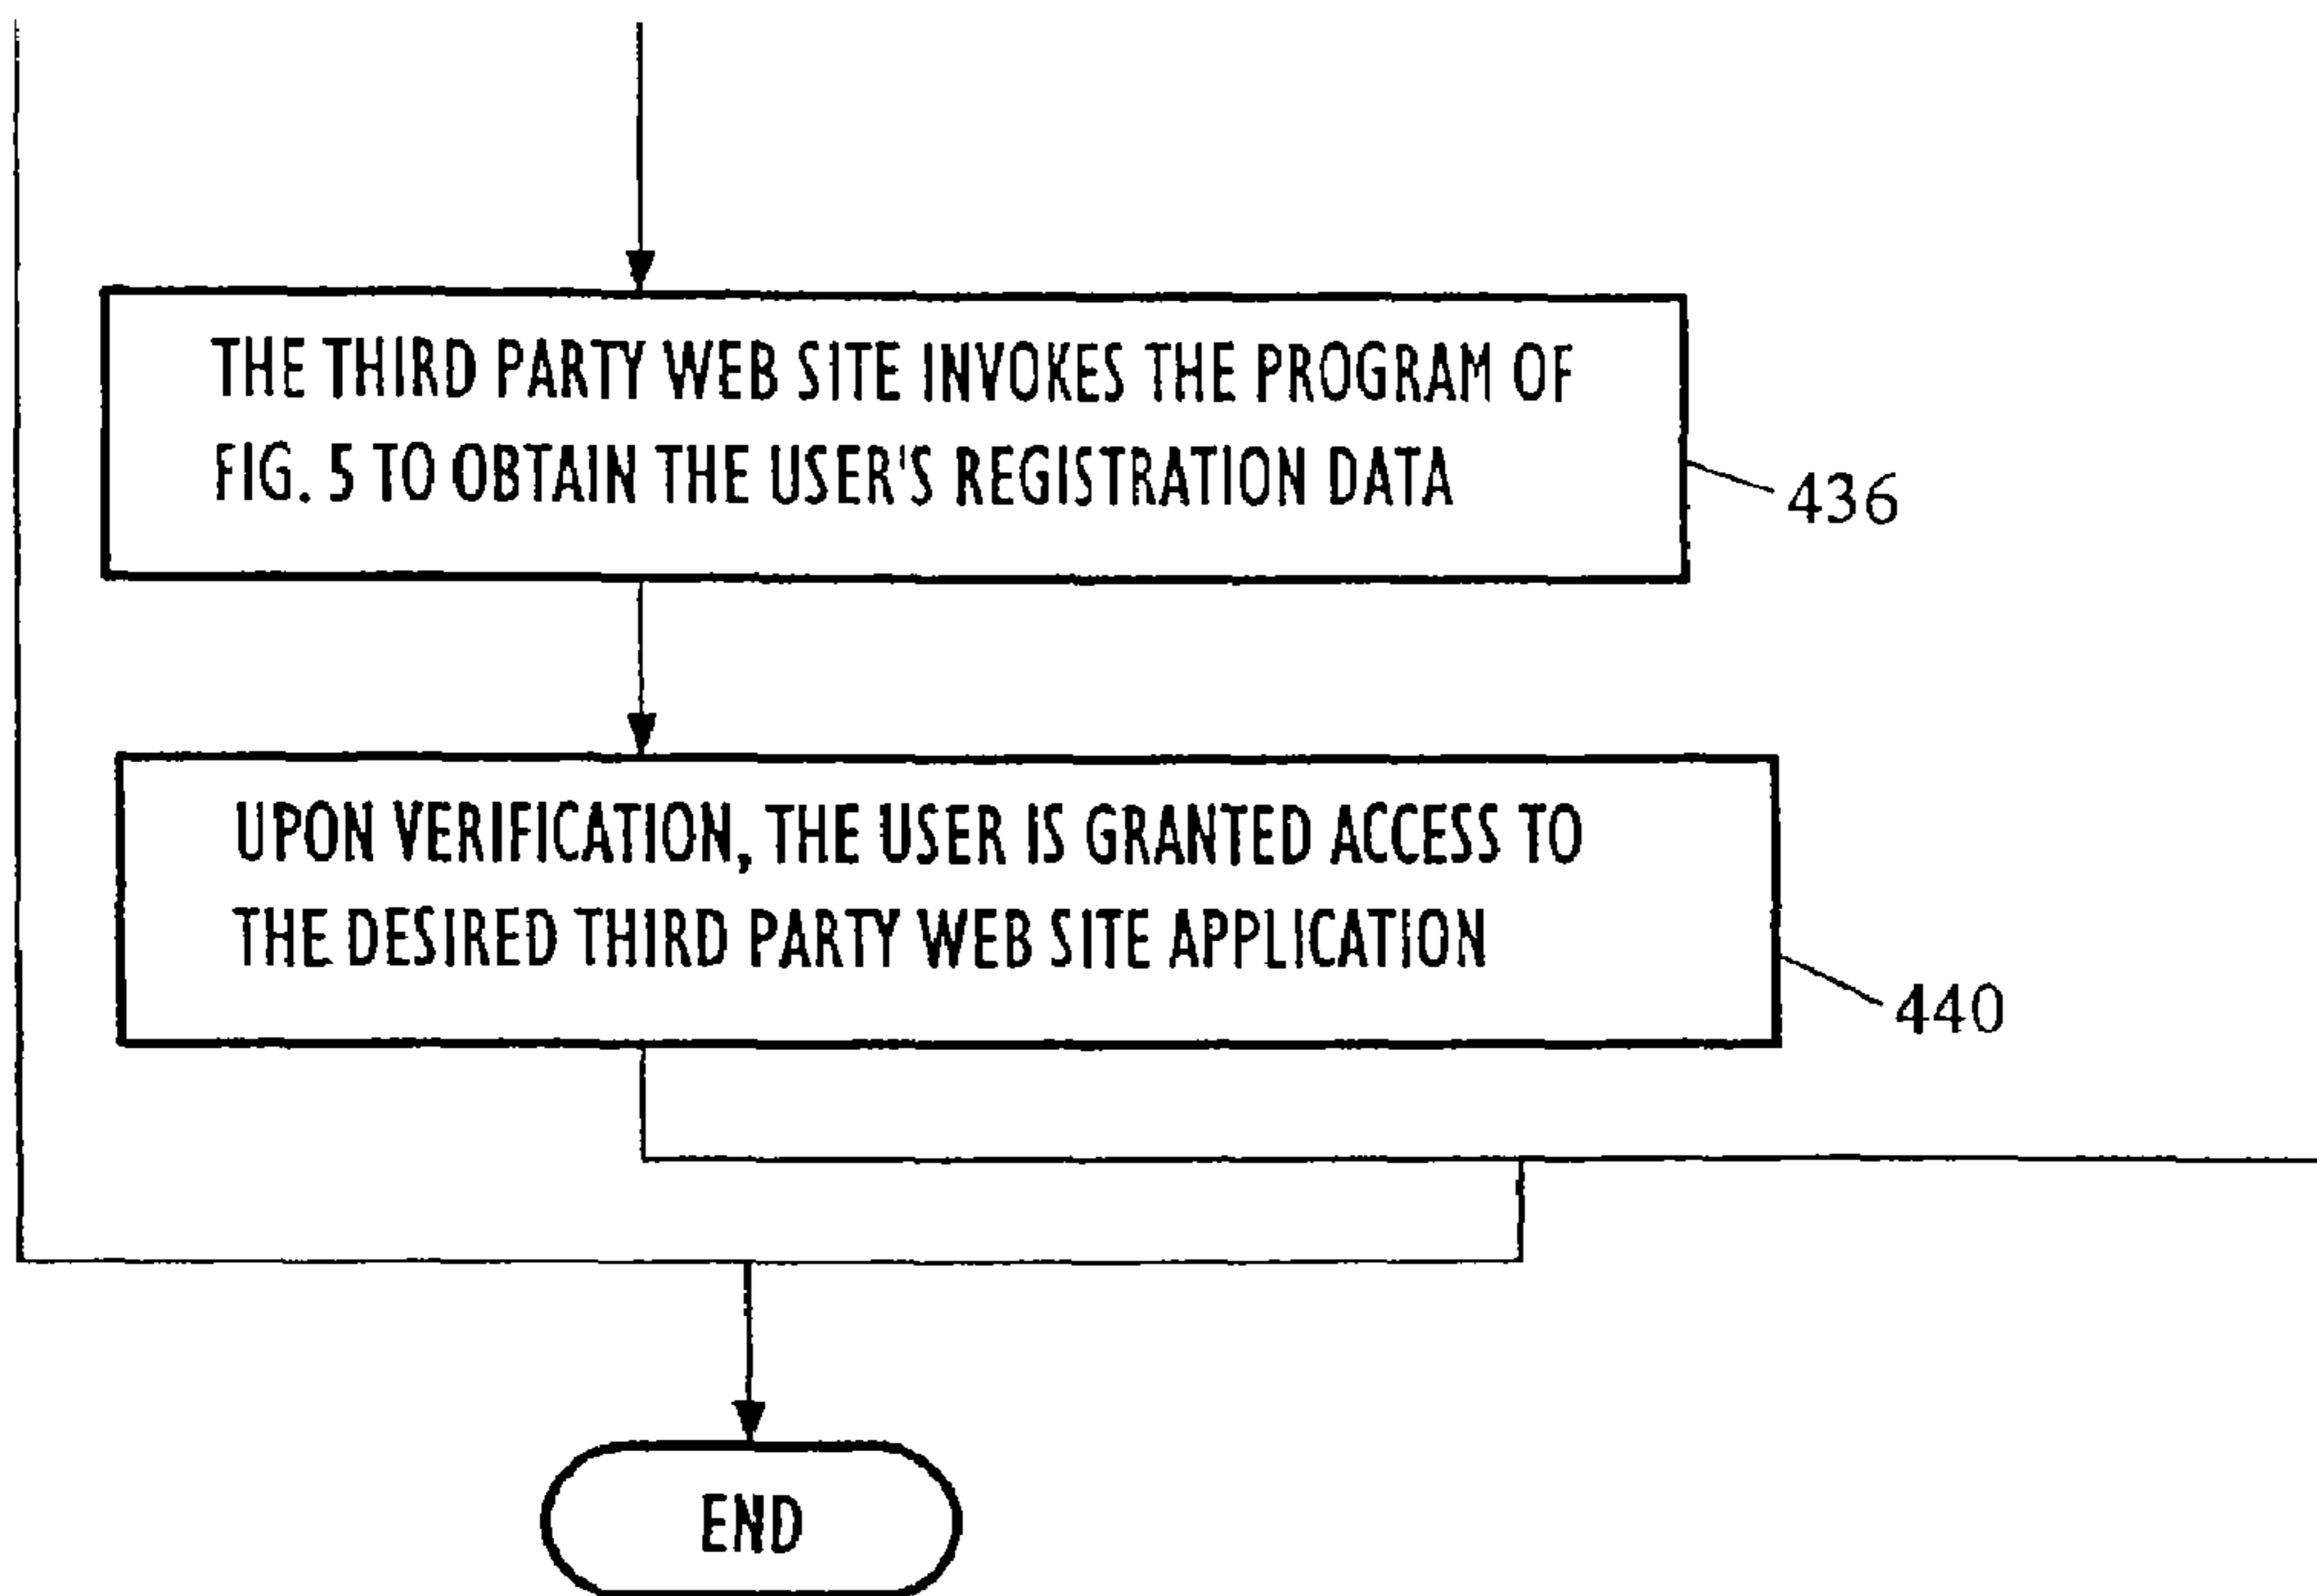 THE THIRD PARTY WEB SITE INVOKES THE PROGRAM OF
FIG. 5 TO OBTAIN THE USER'S REGISTRATION DATA
436
UPON VERIFICATION, THE USER IS GRANTED ACCESS TO
THE DESIRED THIRD PARTY WEB SITE APPLICATION
440
END